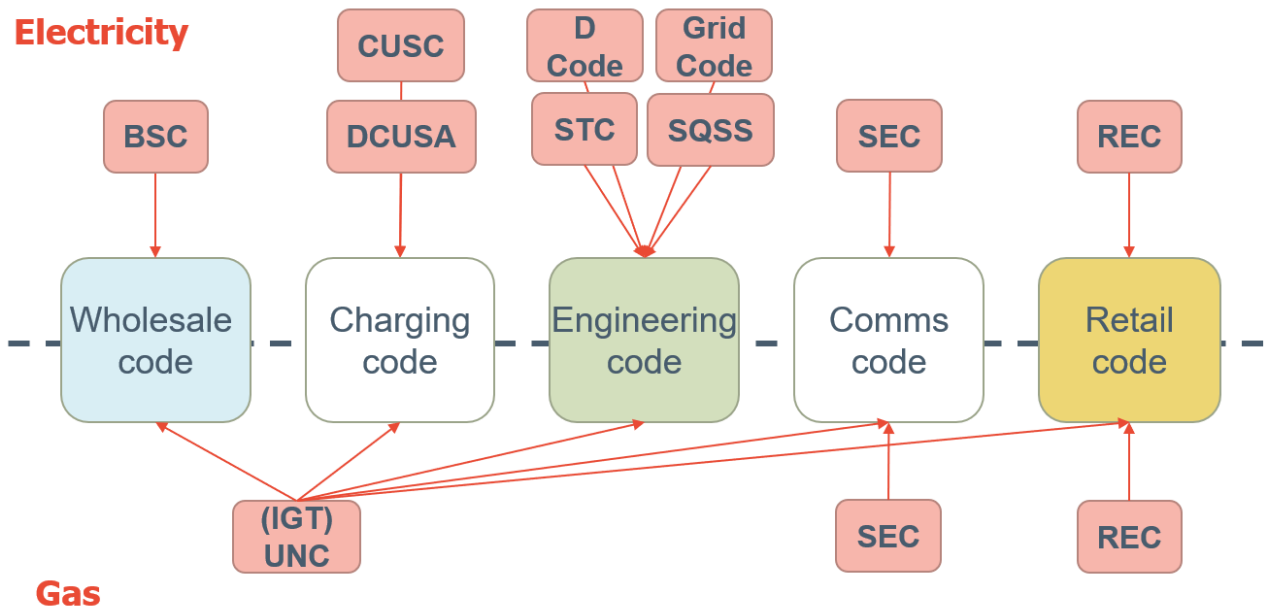 Electricity
CUSC
D
Code
Grid
Code
BSC
DCUSA
STC
SQSS
SEC
REC
Wholesale
code
Charging
code
Engineering
code
Comms
code
Retail
code
(IGT)
UNC
SEC
REC
Gas